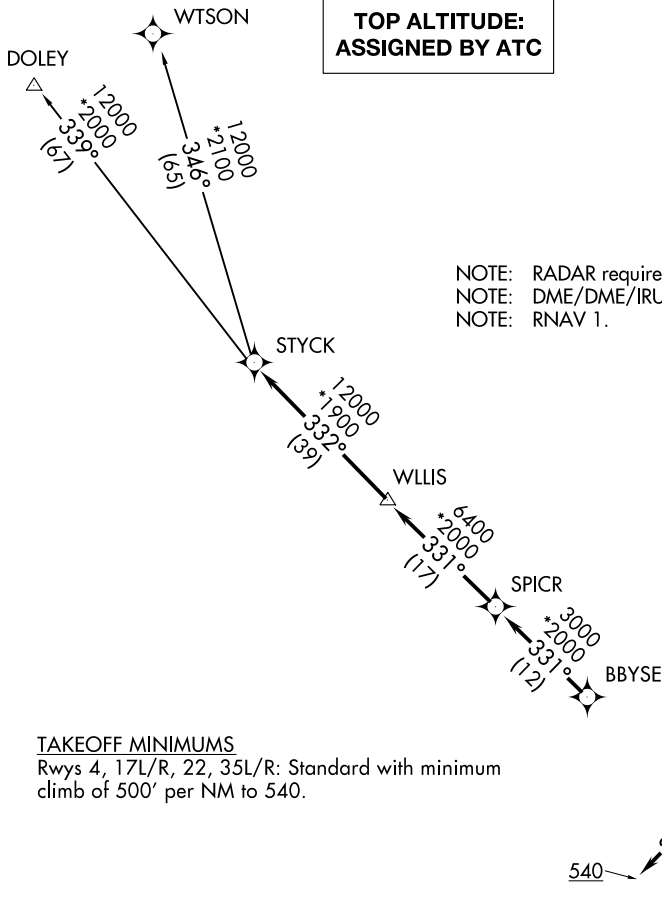 TOP ALTITUDE:
ASSIGNED BY ATC
WTSON
DOLEY
12000
*2000
339°
(67)
12000
*2100
346°
(65)
NOTE: RADAR require
NOTE: DME/DME/IRU
NOTE: RNAV 1.
STYCK
12000
*1900
332°
(39)
WLLIS
6400
*2000
331°
(17)
SPICR
3000
*2000
331°
(12)
BBYSE
TAKEOFF MINIMUMS
Rwys 4, 17L/R, 22, 35L/R: Standard with minimum
climb of 500' per NM to 540.
540